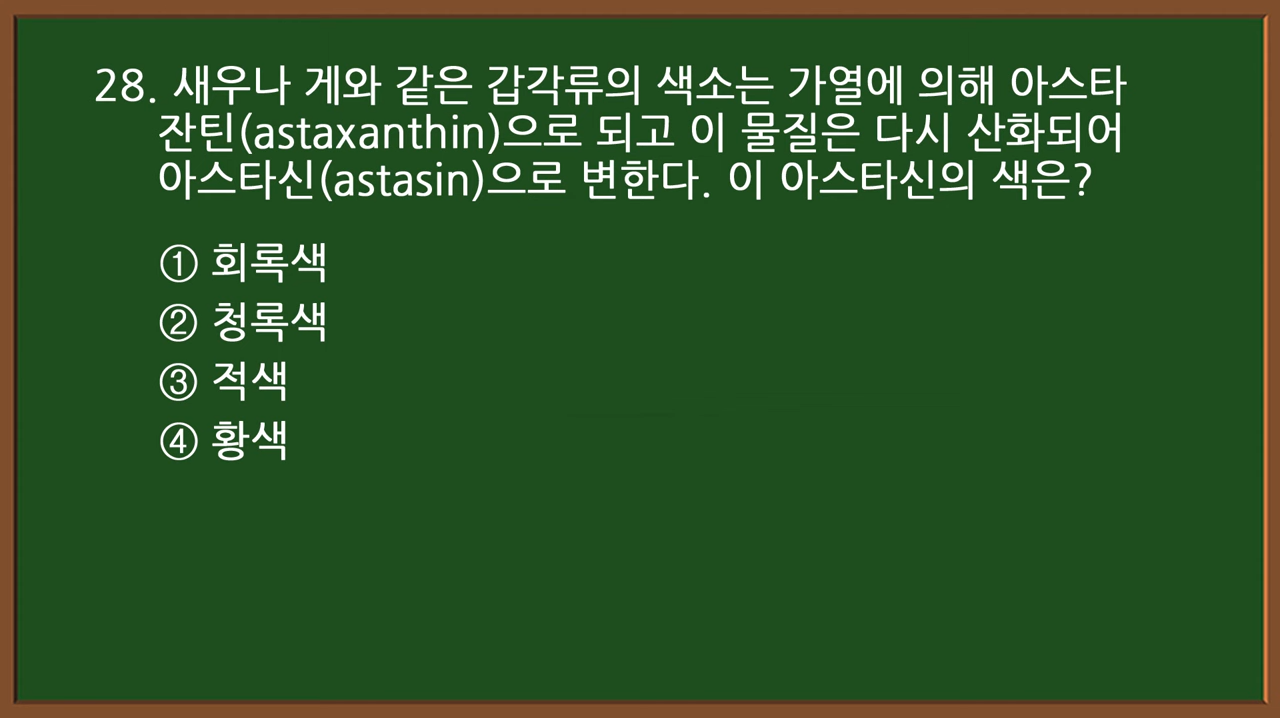 28. 새우나 게와 같은 갑각류의 색소는 가열에 의해 아스타
잔틴(astaxanthin)으로 되고 이 물질은 다시 산화되어
아스타신(astasin)으로 변한다. 이 아스타신의 색은?
① 회록색
② 청록색
③ 적색
④ 황색